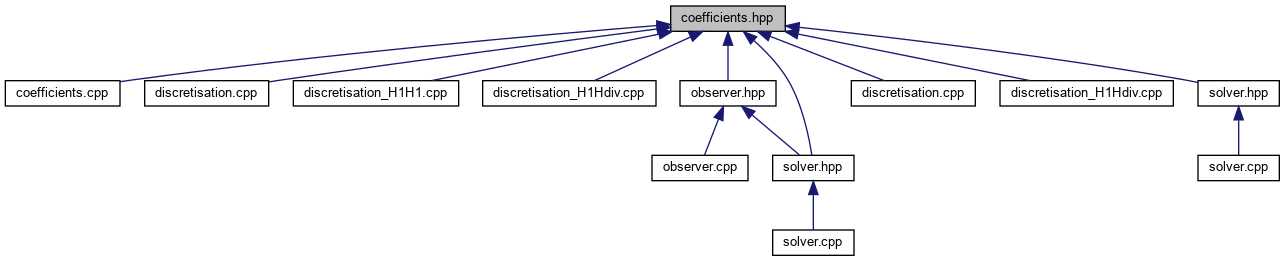 coefficients.hpp
coefficients.cpp
discretisation.cpp
discretisation_H1H1.cpp
discretisation_H1Hdiv.cpp
observer.hpp
discretisation.cpp
discretisation_H1Hdiv.cpp
solver.hpp
observer.cpp
solver.hpp
solver.cpp
solver.cpp